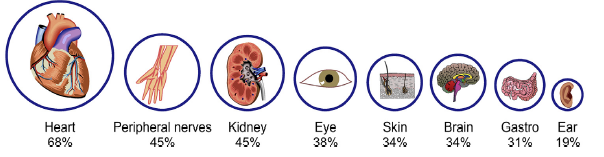 Heart Peripheral nerves Kidney Eye Skin Brain Gastro Ear
68% 45% 45% 38% 34% 34% 31% 19%